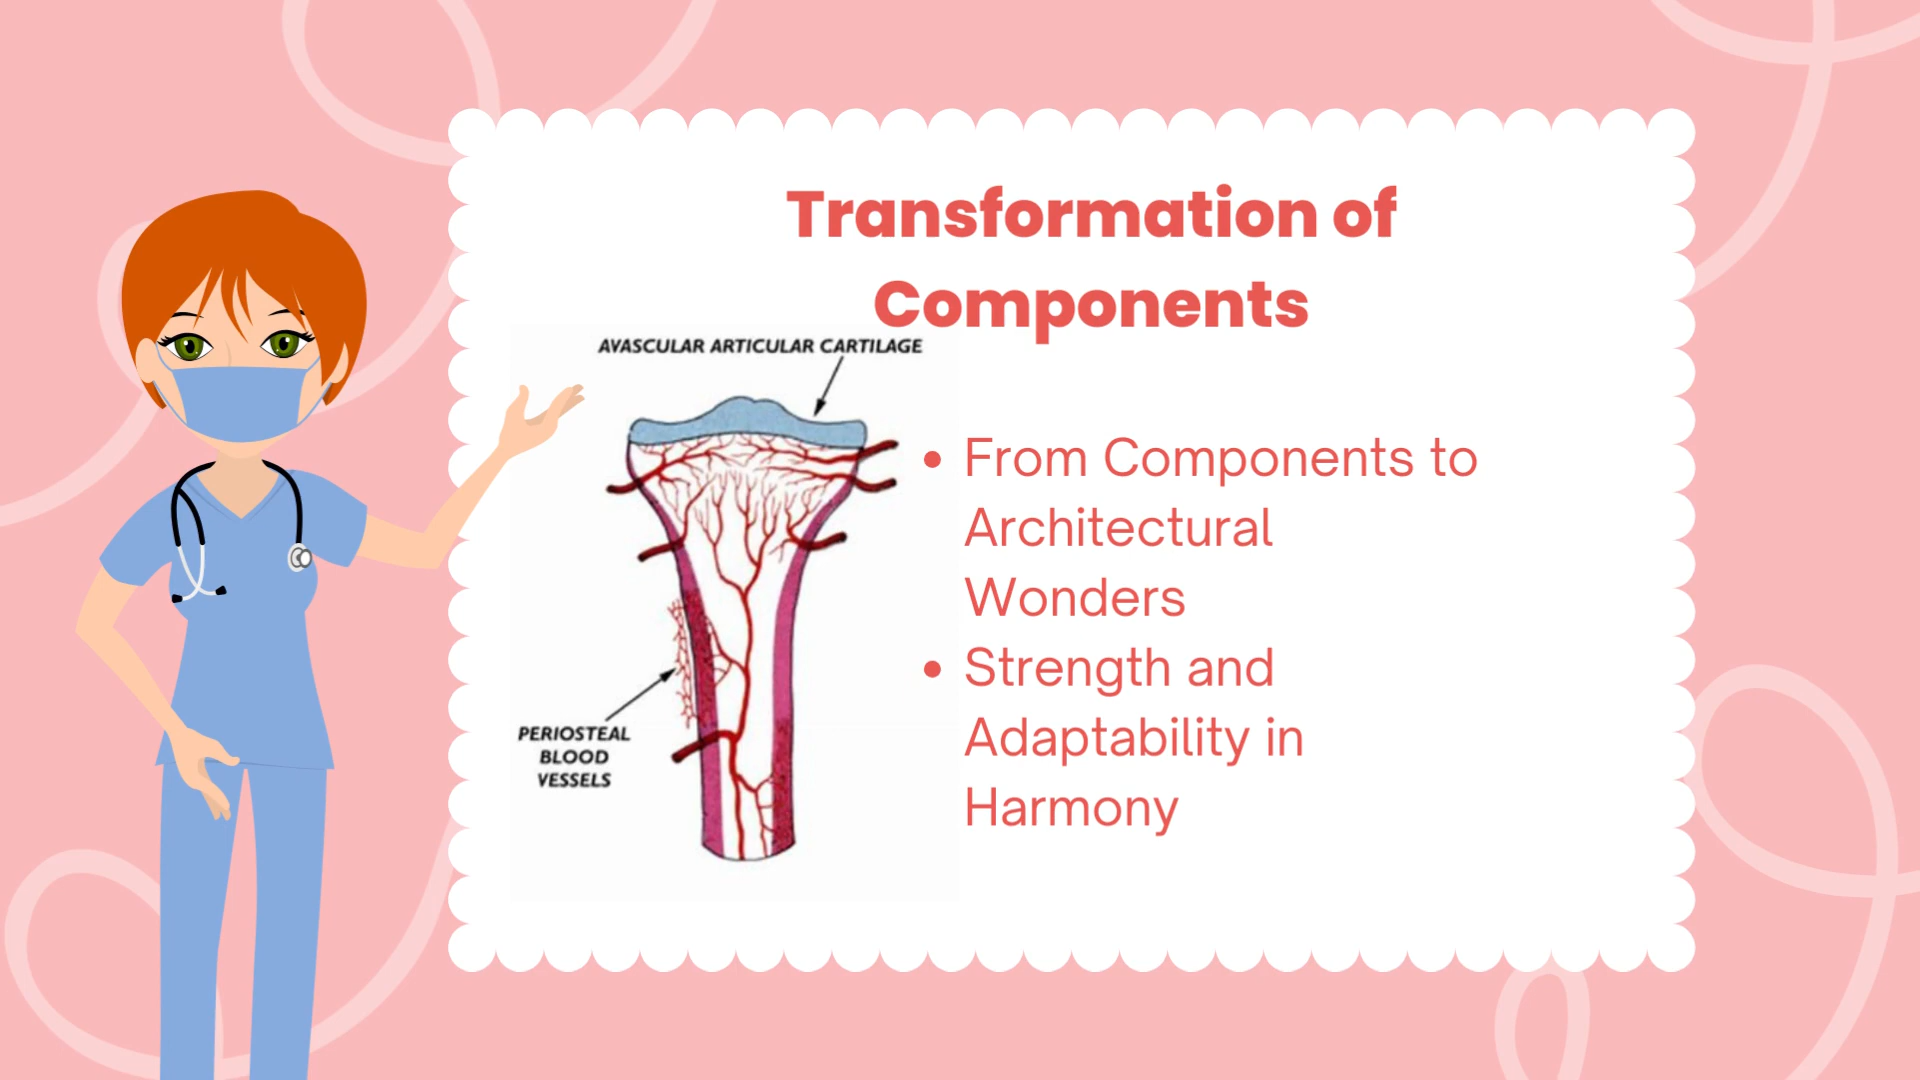 Transformation of
Components
AVASCULAR ARTICULAR CARTILAGE
PERIOSTEAL
BLOOD
VESSELS
• From Components to
Architectural
Wonders
• Strength and
Adaptability in
Harmony